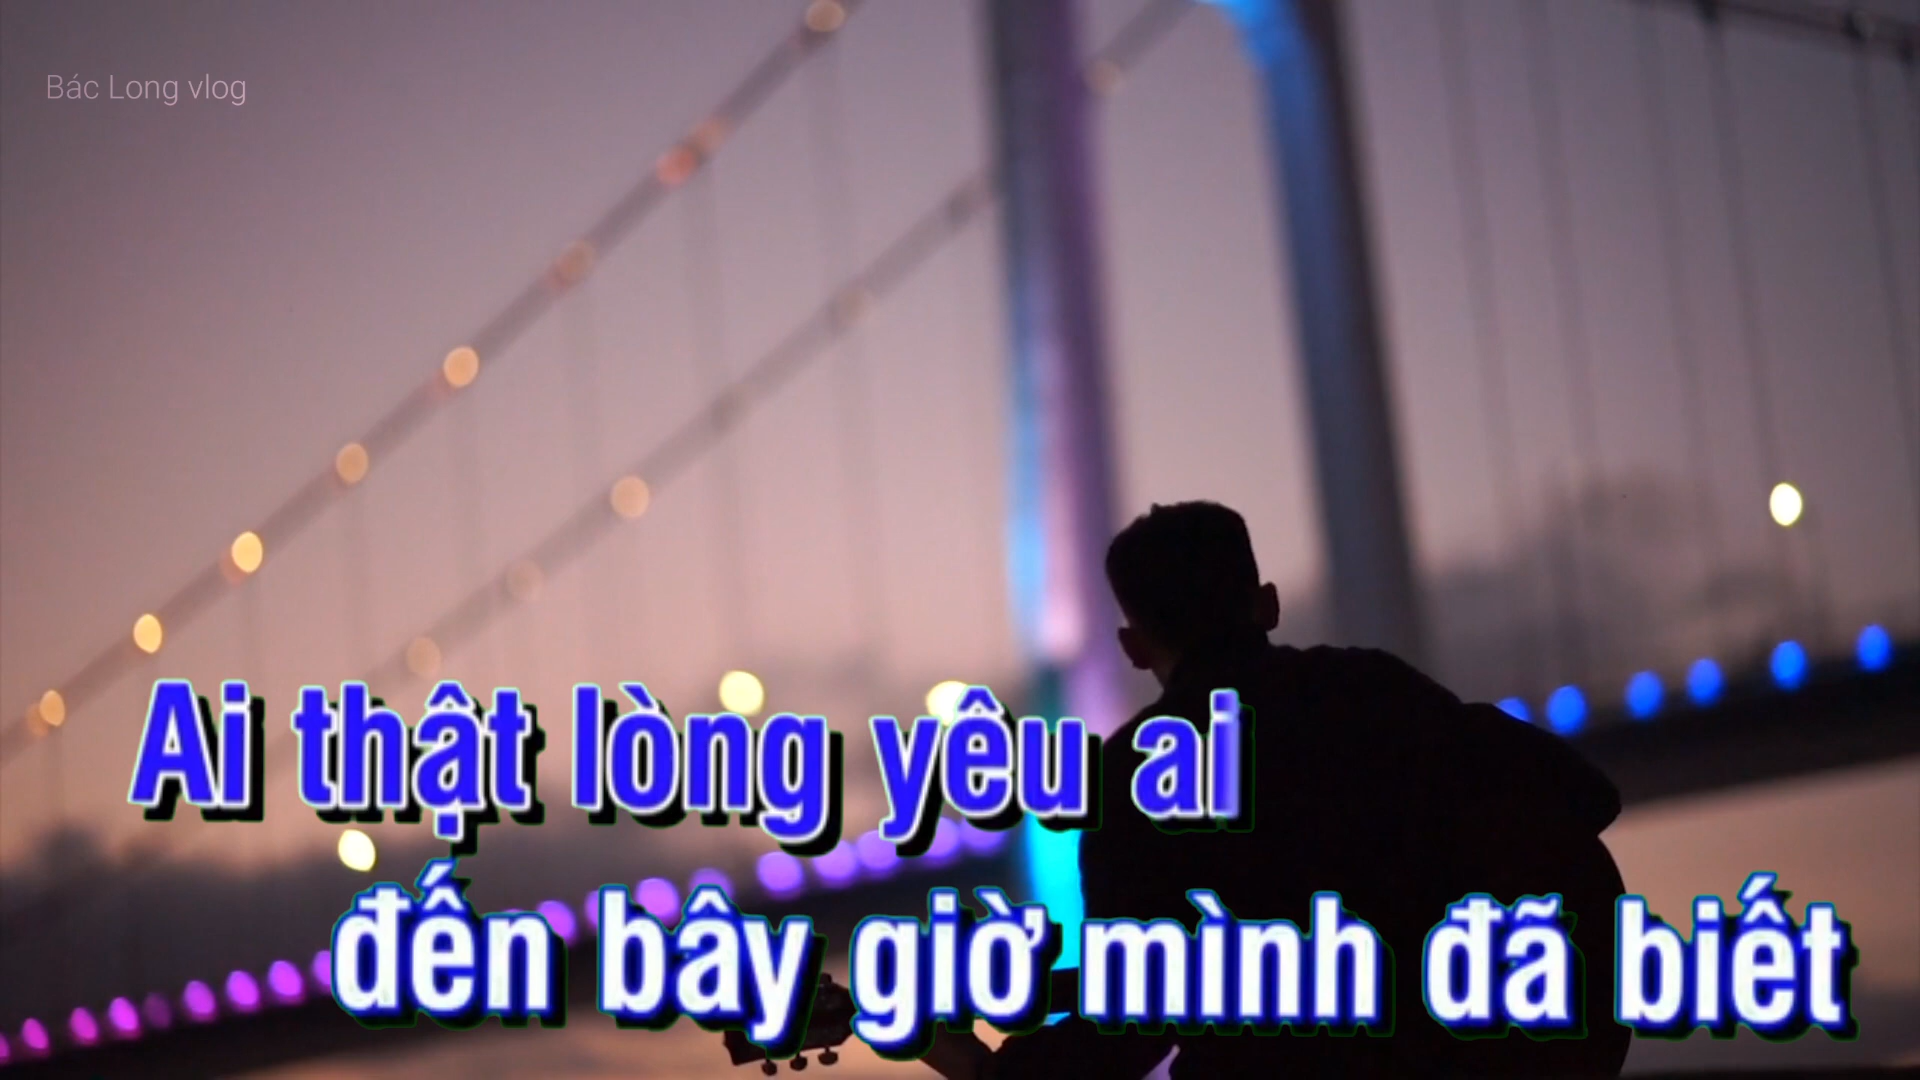 Bác Long vlog
Ai thật lòng yêu ai
đến bây giờ mình đã biết